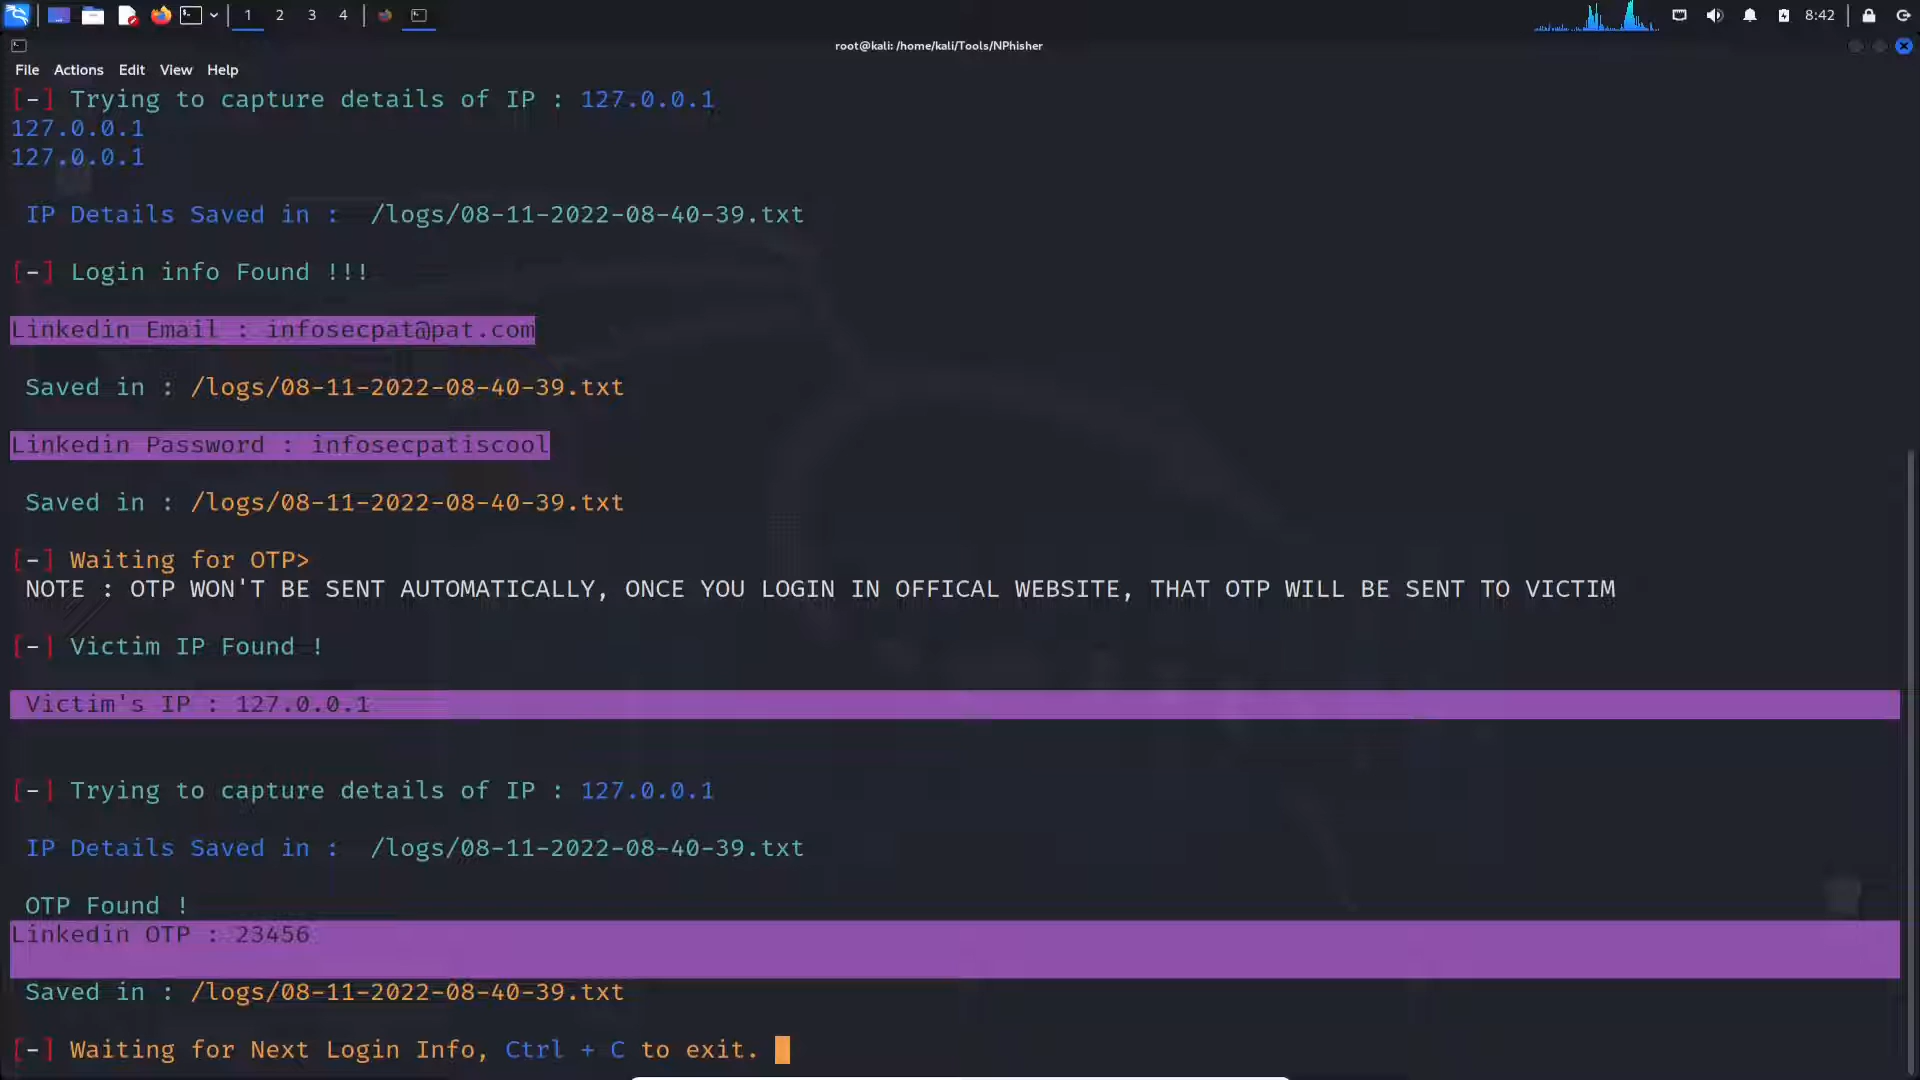 1 2 3 4 8:42
root@kali: /home/kali/Tools/NPhisher
File Actions Edit View Help
[-] Trying to capture details of IP : 127.0.0.1
127.0.0.1
127.0.0.1
IP Details Saved in : /logs/08-11-2022-08-40-39.txt
[-] Login info Found !!!
Linkedin Email : infosecpat@pat.com
Saved in : /logs/08-11-2022-08-40-39.txt
Linkedin Password : infosecpatiscool
Saved in : /logs/08-11-2022-08-40-39.txt
[-] Waiting for OTP>
NOTE : OTP WON'T BE SENT AUTOMATICALLY, ONCE YOU LOGIN IN OFFICAL WEBSITE, THAT OTP WILL BE SENT TO VICTIM
[-] Victim IP Found !
Victim's IP : 127.0.0.1
[-] Trying to capture details of IP : 127.0.0.1
IP Details Saved in : /logs/08-11-2022-08-40-39.txt
OTP Found !
Linkedin OTP : 23456
Saved in : /logs/08-11-2022-08-40-39.txt
[-] Waiting for Next Login Info, Ctrl + C to exit.